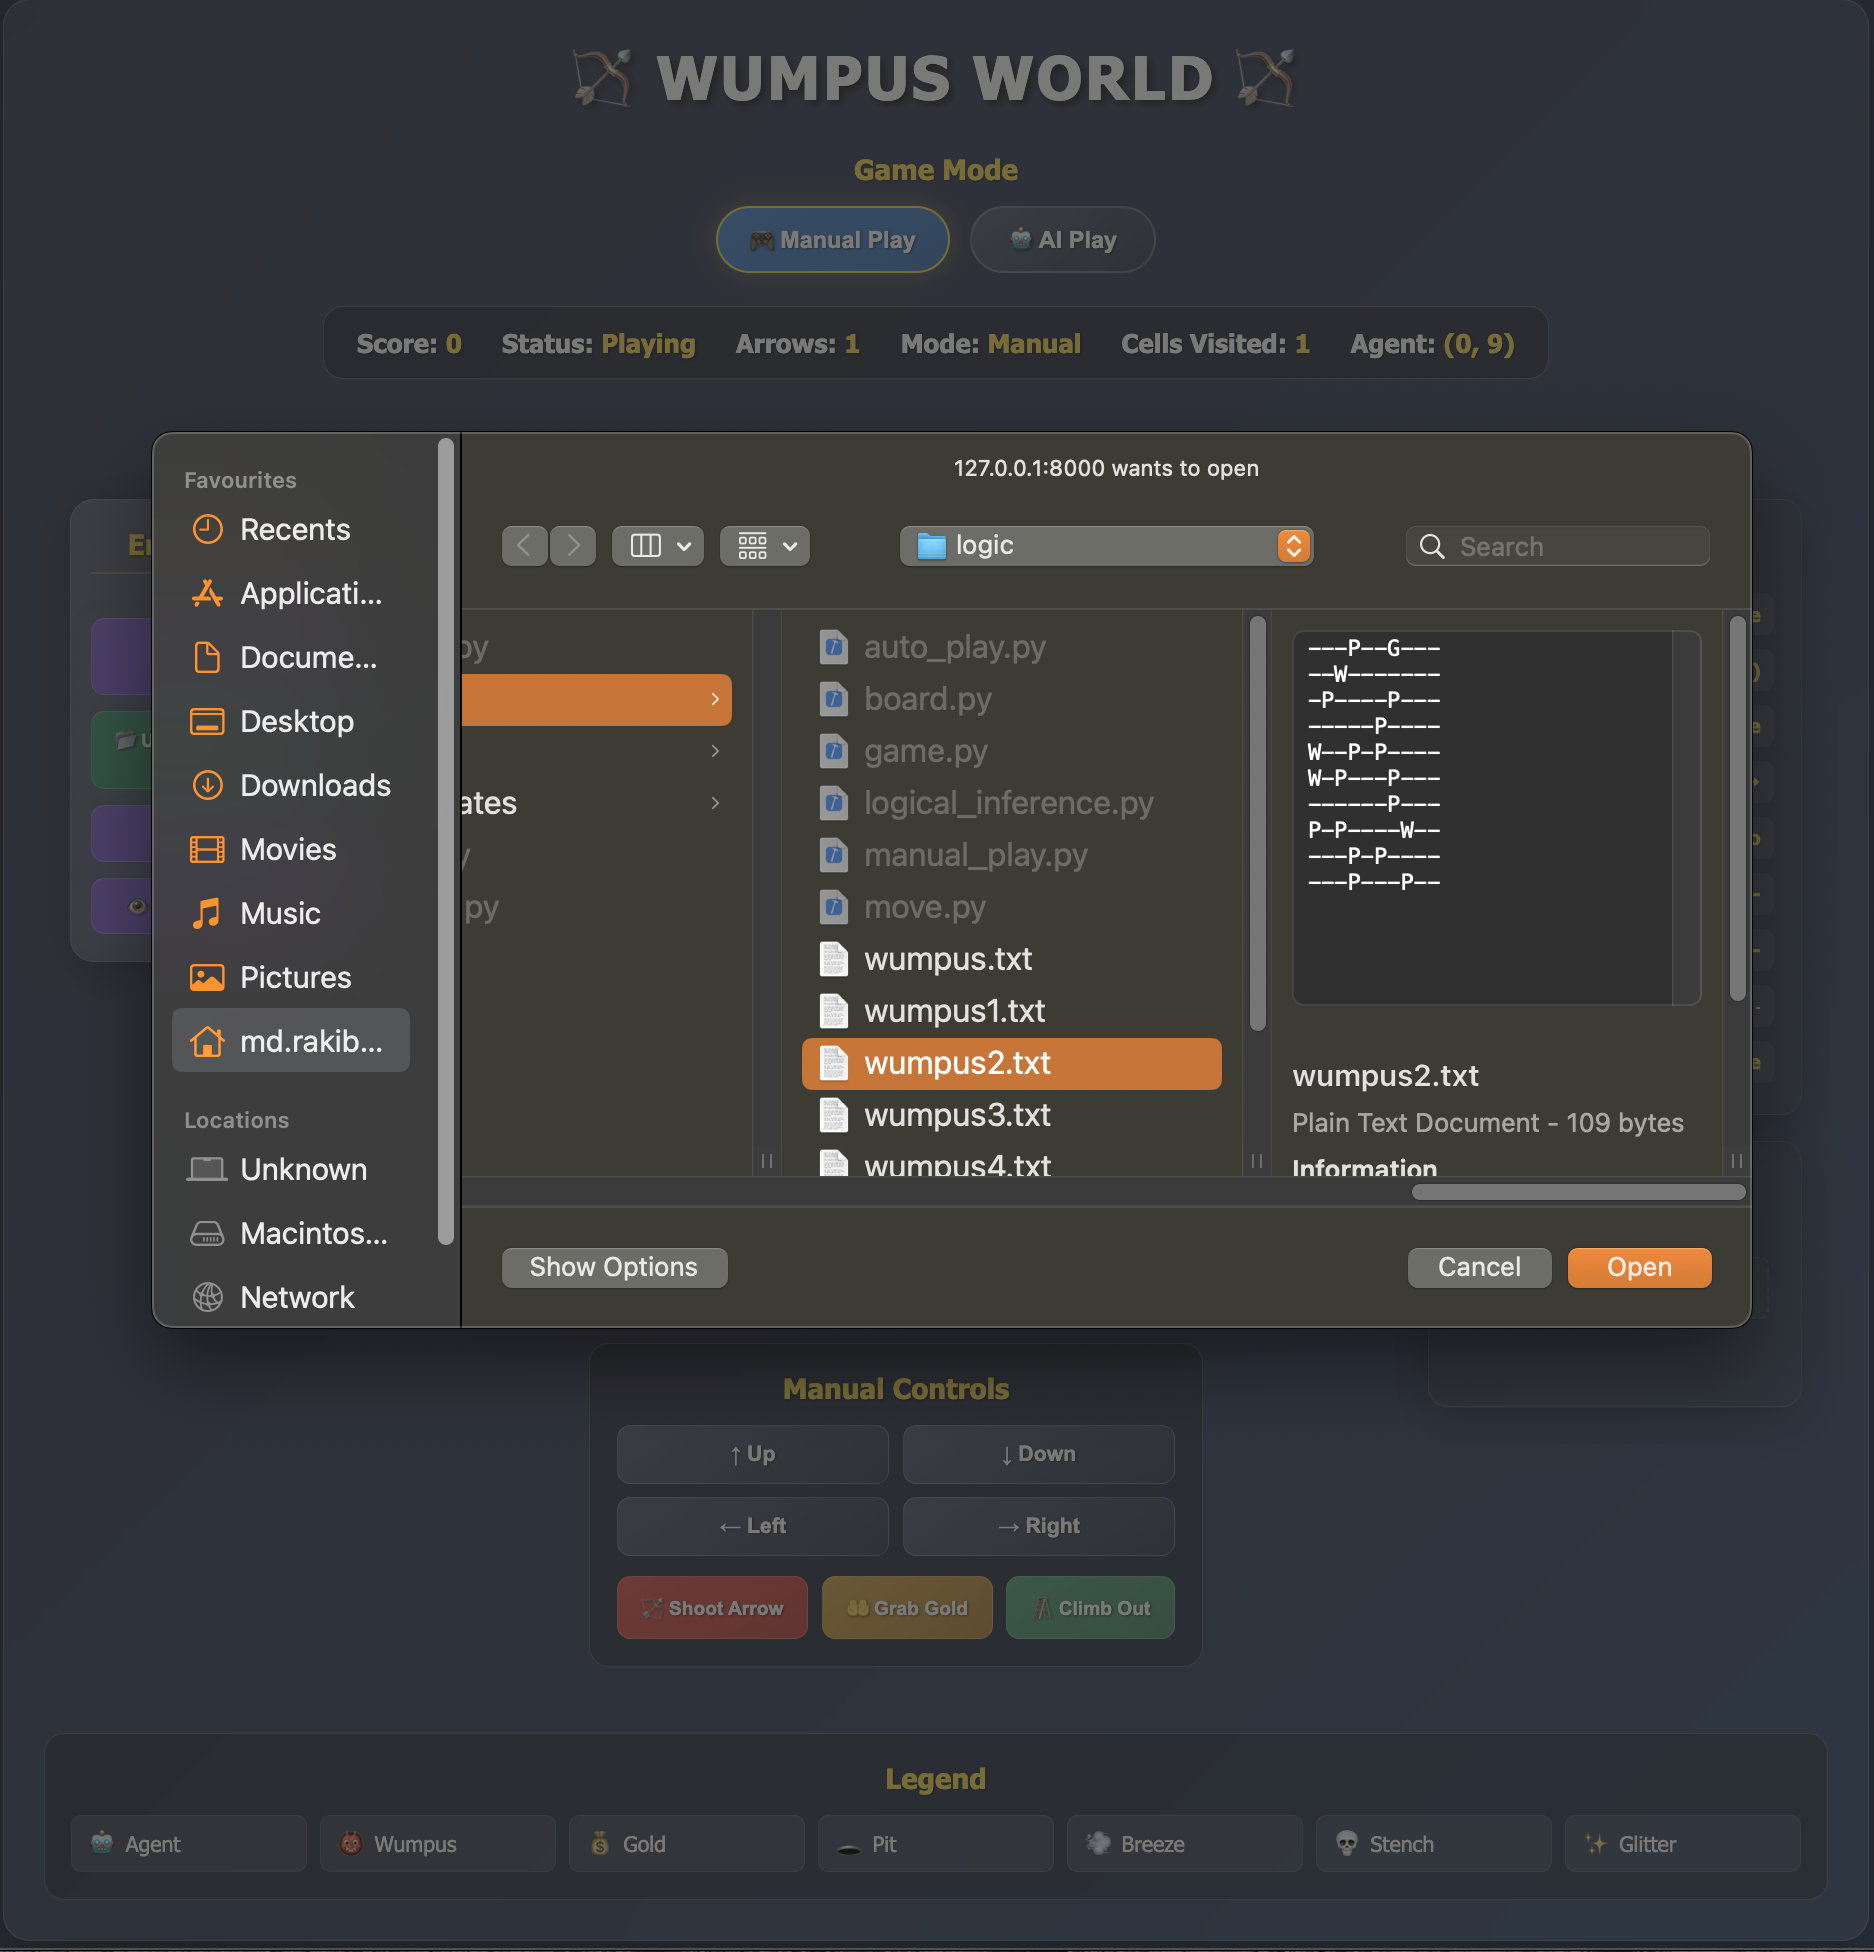 WUMPUS WORLD
Game Mode
Manual Play
AI Play
Score: 0 Status: Playing Arrows: 1 Mode: Manual Cells Visited: 1 Agent: (0, 9)
Favourites
Recents
Applicati...
Docume...
Desktop
Downloads
Movies
Music
Pictures
md.rakib...
Locations
Unknown
Macintos...
Network
127.0.0.1:8000 wants to open
logic
Search
py
ates
py
auto_play.py
board.py
game.py
logical_inference.py
manual_play.py
move.py
wumpus.txt
wumpus1.txt
wumpus2.txt
wumpus3.txt
wumpus4.txt
---P--G---
--W-------
-P----P---
-----P----
W--P-P----
W-P---P---
------P---
P-P----W--
---P-P----
---P---P--
wumpus2.txt
Plain Text Document - 109 bytes
Information
Show Options
Cancel
Open
Manual Controls
↑ Up
↓ Down
← Left
→ Right
Shoot Arrow
Grab Gold
Climb Out
Legend
Agent
Wumpus
Gold
Pit
Breeze
Stench
Glitter